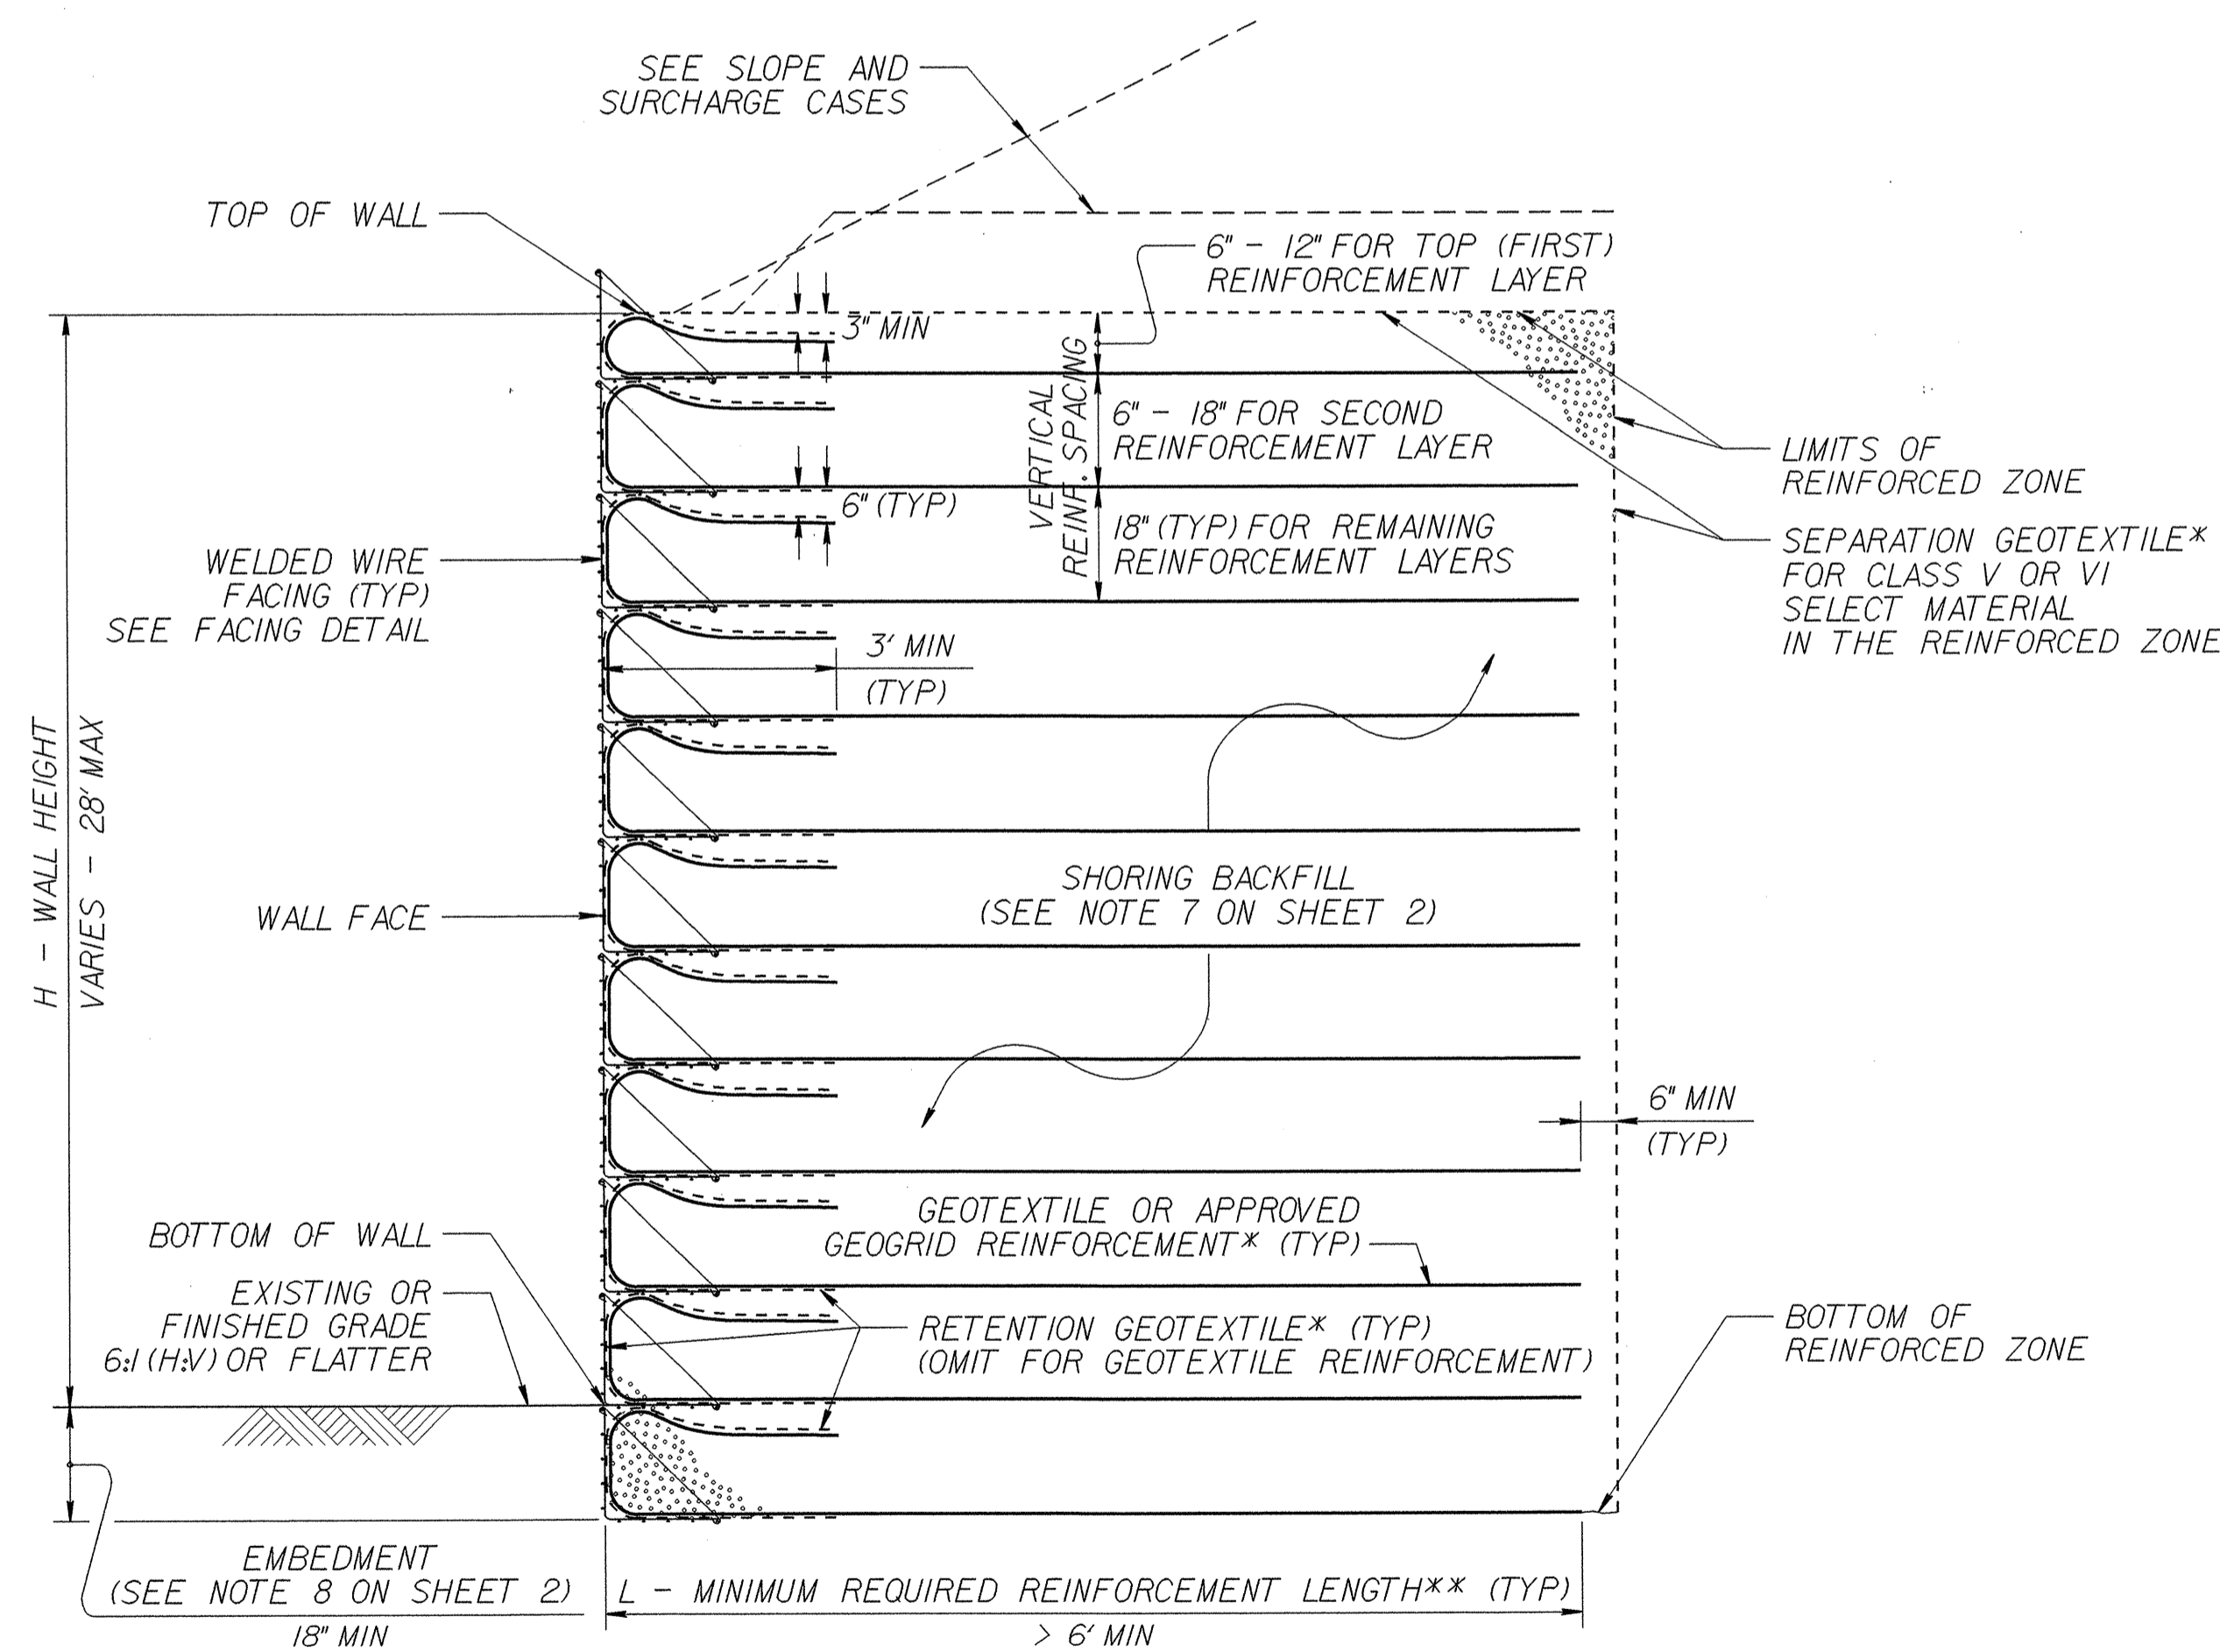 SEE SLOPE AND
SURCHARGE CASES
TOP OF WALL
6" - 12" FOR TOP (FIRST)
REINFORCEMENT LAYER
3" MIN
VERTICAL
REINF. SPACING
6" - 18" FOR SECOND
REINFORCEMENT LAYER
LIMITS OF
REINFORCED ZONE
6" (TYP)
18" (TYP) FOR REMAINING
REINFORCEMENT LAYERS
SEPARATION GEOTEXTILE*
FOR CLASS V OR VI
SELECT MATERIAL
IN THE REINFORCED ZONE
WELDED WIRE
FACING (TYP)
SEE FACING DETAIL
3' MIN
(TYP)
H - WALL HEIGHT
VARIES - 28' MAX
SHORING BACKFILL
(SEE NOTE 7 ON SHEET 2)
WALL FACE
6" MIN
(TYP)
GEOTEXTILE OR APPROVED
GEOGRID REINFORCEMENT* (TYP)
BOTTOM OF WALL
EXISTING OR
FINISHED GRADE
6:1 (H:V) OR FLATTER
RETENTION GEOTEXTILE* (TYP)
(OMIT FOR GEOTEXTILE REINFORCEMENT)
BOTTOM OF
REINFORCED ZONE
EMBEDMENT
(SEE NOTE 8 ON SHEET 2)
18" MIN
L - MINIMUM REQUIRED REINFORCEMENT LENGTH** (TYP)
> 6' MIN